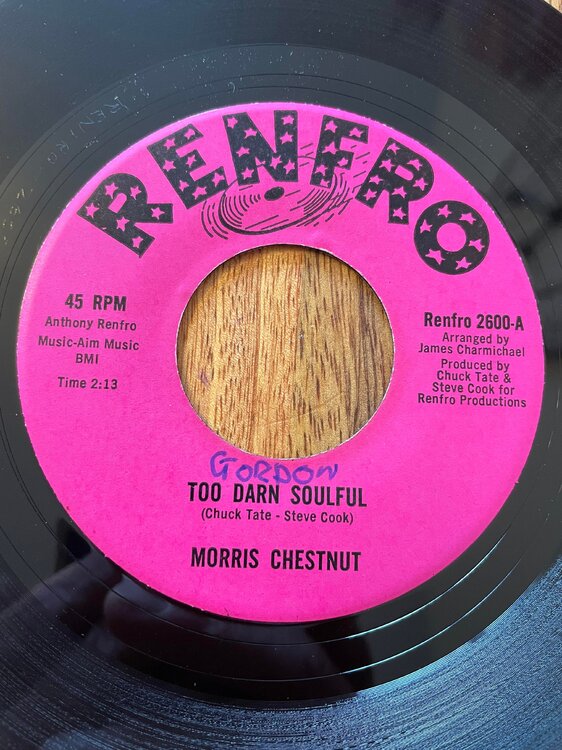 RENFRO
45 RPM
Anthony Renfro
Music-Aim Music
BMI
Time 2:13
Renfro 2600-A
Arranged by
James Charmichael
Produced by
Chuck Tate &
Steve Cook for
Renfro Productions
GORDON
TOO DARN SOULFUL
(Chuck Tate - Steve Cook)
MORRIS CHESTNUT
RENFRO